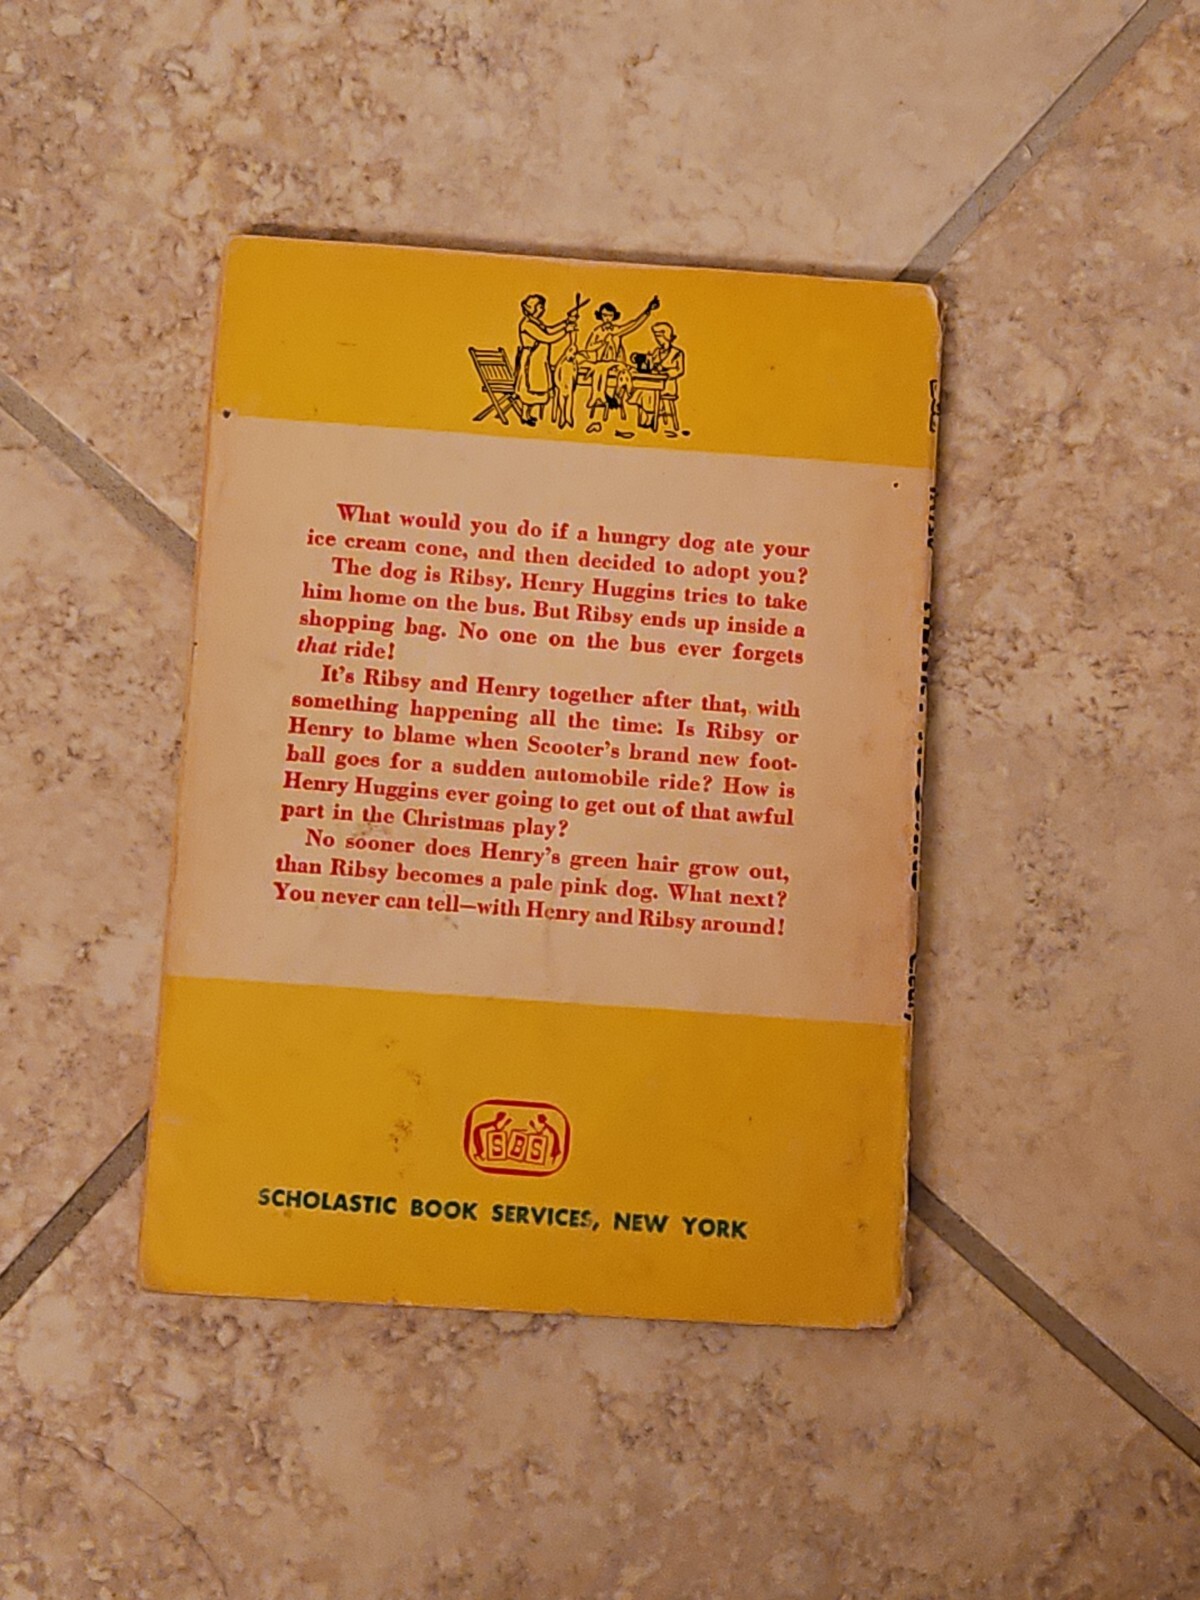 What would you do if a hungry dog ate your
ice cream cone, and then decided to adopt you?
The dog is Ribsy. Henry Huggins tries to take
him home on the bus. But Ribsy ends up inside a
shopping bag. No one on the bus ever forgets
that ride!
It's Ribsy and Henry together after that, with
something happening all the time: Is Ribsy or
Henry to blame when Scooter's brand new foot-
ball goes for a sudden automobile ride? How is
Henry Huggins ever going to get out of that awful
part in the Christmas play?
No sooner does Henry's green hair grow out,
than Ribsy becomes a pale pink dog. What next?
You never can tell—with Henry and Ribsy around!
SBS
SCHOLASTIC BOOK SERVICES, NEW YORK